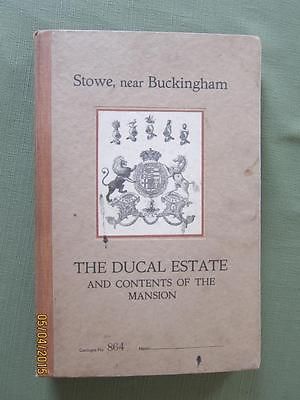 Stowe, near Buckingham
THE DUCAL ESTATE
AND CONTENTS OF THE
MANSION
Catalogue No. 864
05/04/2015